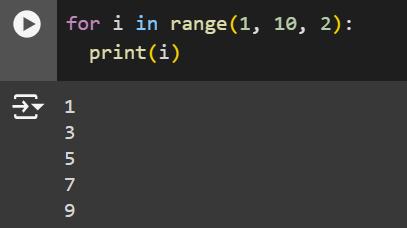 for i in range(1, 10, 2):
  print(i)
1
3
5
7
9